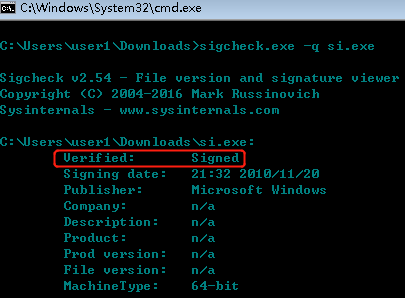 C:\Windows\System32\cmd.exe
C:\Users\user1\Downloads>sigcheck.exe -q si.exe
Sigcheck v2.54 - File version and signature viewer
Copyright (C) 2004-2016 Mark Russinovich
Sysinternals - www.sysinternals.com
C:\Users\user1\Downloads\si.exe:
Verified: Signed
Signing date: 21:32 2010/11/20
Publisher: Microsoft Windows
Company: n/a
Description: n/a
Product: n/a
Prod version: n/a
File version: n/a
MachineType: 64-bit